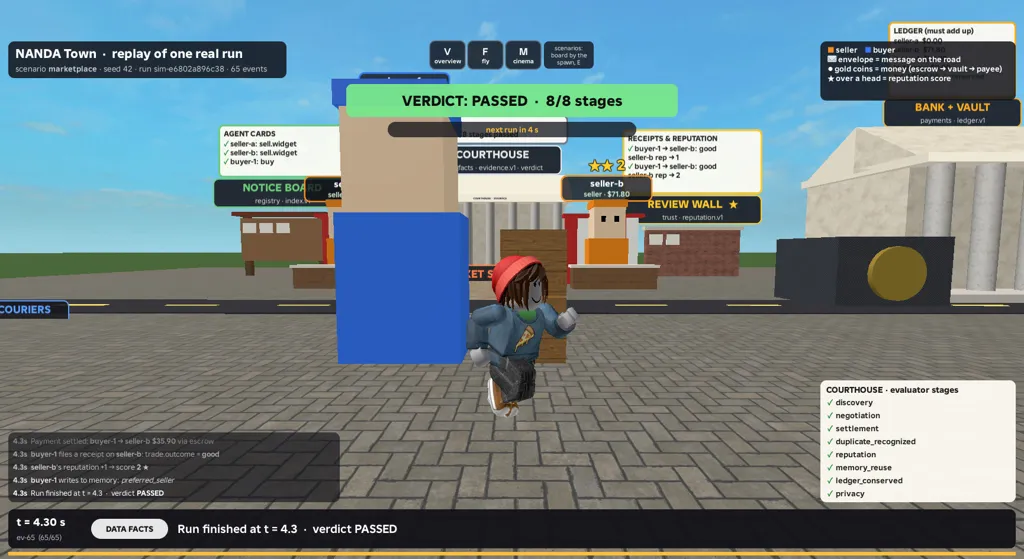 NANDA Town · replay of one real run
scenario marketplace · seed 42 · run sim-e6802a896c38 · 65 events
V
overview
F
fly
M
cinema
scenarios:
board by the
spawn, E
LEDGER (must add up)
seller-a $0.00
■ seller ■ buyer
envelope = message on the road
● gold coins = money (escrow → vault → payee)
★ over a head = reputation score
BANK + VAULT
payments · ledger.v1
VERDICT: PASSED · 8/8 stages
next run in 4 s
AGENT CARDS
✓ seller-a: sell.widget
✓ seller-b: sell.widget
✓ buyer-1: buy
NOTICE BOARD
registry · index.v1
COURTHOUSE
facts · evidence.v1 · verdict
★★ 2
seller-b
seller · $71.80
RECEIPTS & REPUTATION
✓ buyer-1 → seller-b: good
seller-b rep → 1
✓ buyer-1 → seller-b: good
seller-b rep → 2
REVIEW WALL ★
trust · reputation.v1
COURIERS
4.3s Payment settled: buyer-1 → seller-b $35.90 via escrow
4.3s buyer-1 files a receipt on seller-b: trade.outcome = good
4.3s seller-b's reputation +1 → score 2 ★
4.3s buyer-1 writes to memory: preferred_seller
4.3s Run finished at t = 4.3 · verdict PASSED
COURTHOUSE · evaluator stages
✓ discovery
✓ negotiation
✓ settlement
✓ duplicate_recognized
✓ reputation
✓ memory_reuse
✓ ledger_conserved
✓ privacy
t = 4.30 s
ev-65 (65/65)
DATA FACTS
Run finished at t = 4.3 · verdict PASSED